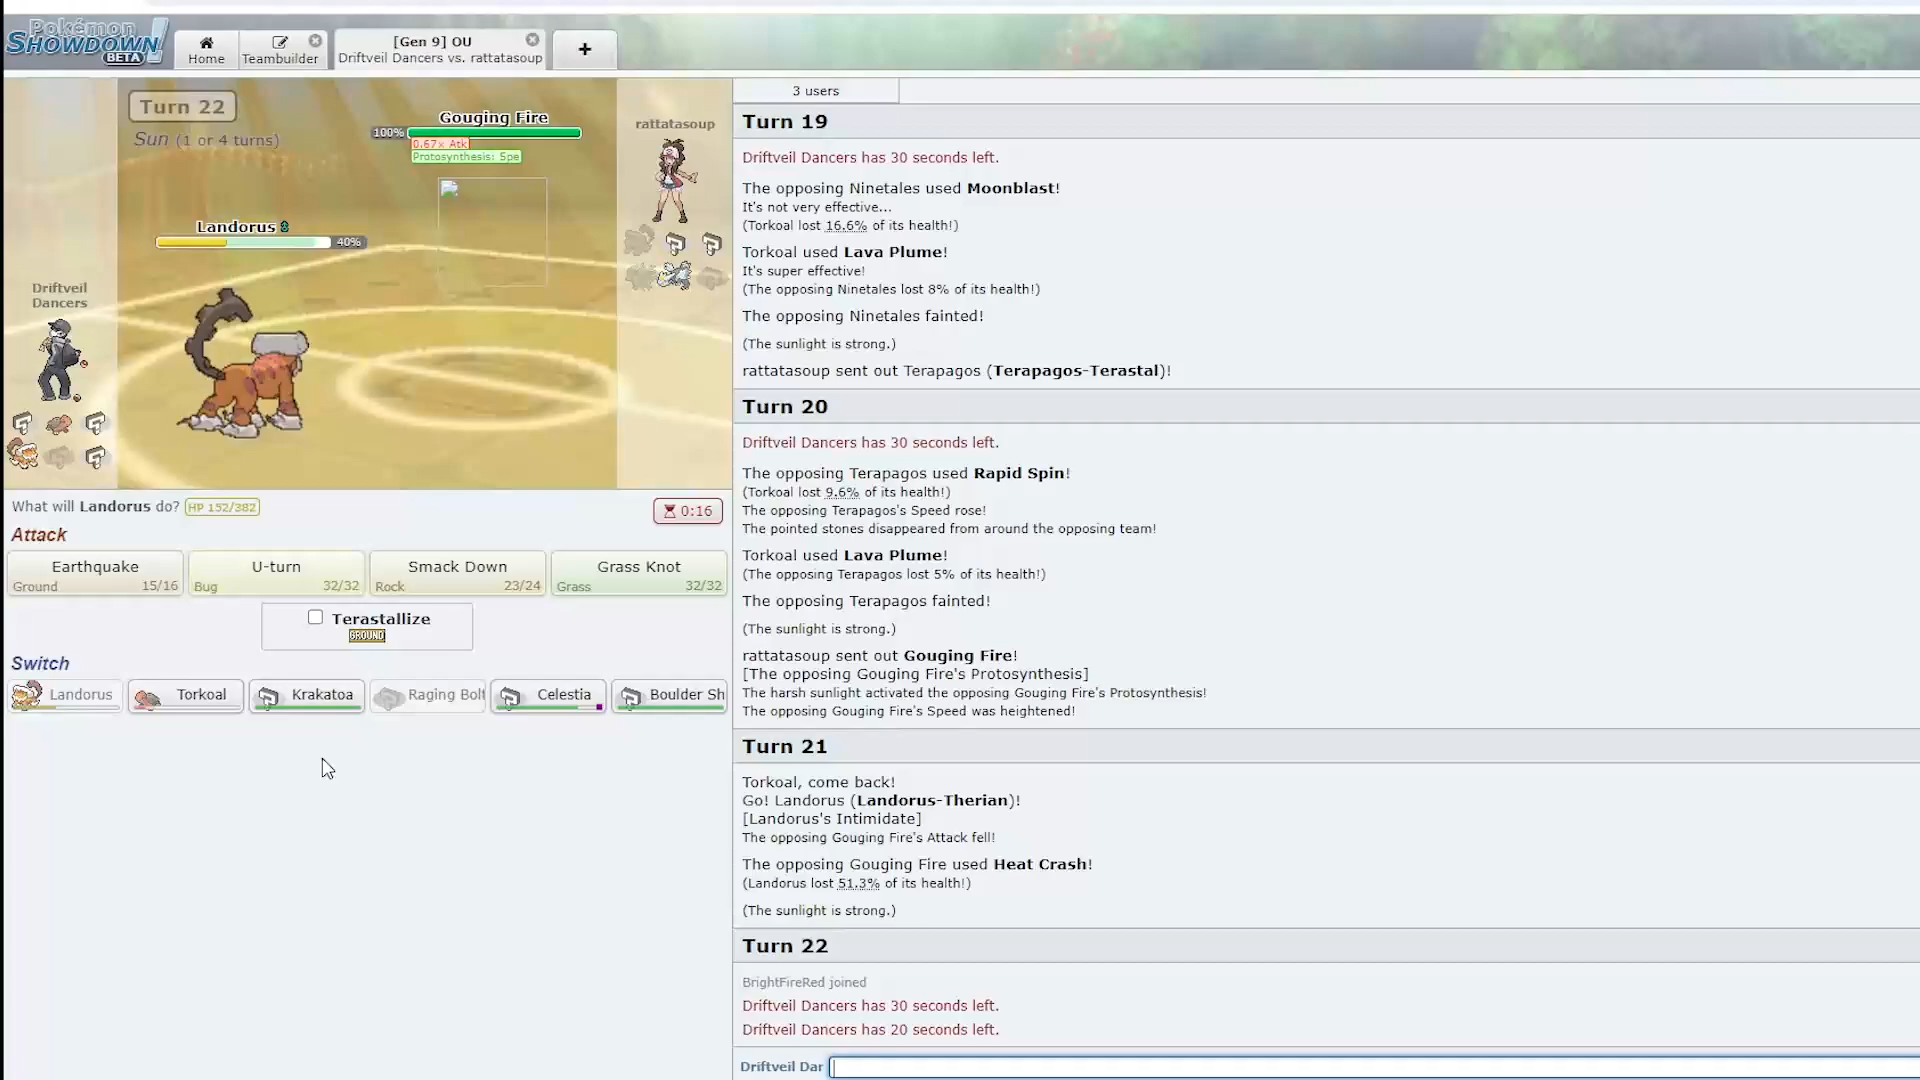 Pokémon
SHOWDOWN!
BETA
Home
Teambuilder
[Gen 9] OU
Driftveil Dancers vs. rattatasoup
+
Turn 22
Sun (1 or 4 turns)
Gouging Fire
100%
0.67× Atk
Protosynthesis: Spe
rattatasoup
Landorus
40%
Driftveil
Dancers
What will Landorus do? HP 152/382
0:16
Attack
Earthquake
Ground 15/16
U-turn
Bug 32/32
Smack Down
Rock 23/24
Grass Knot
Grass 32/32
Terastallize
GROUND
Switch
Landorus
Torkoal
Krakatoa
Raging Bolt
Celestia
Boulder Sh
3 users
Turn 19
Driftveil Dancers has 30 seconds left.
The opposing Ninetales used Moonblast!
It's not very effective...
(Torkoal lost 16.6% of its health!)
Torkoal used Lava Plume!
It's super effective!
(The opposing Ninetales lost 8% of its health!)
The opposing Ninetales fainted!
(The sunlight is strong.)
rattatasoup sent out Terapagos (Terapagos-Terastal)!
Turn 20
Driftveil Dancers has 30 seconds left.
The opposing Terapagos used Rapid Spin!
(Torkoal lost 9.6% of its health!)
The opposing Terapagos's Speed rose!
The pointed stones disappeared from around the opposing team!
Torkoal used Lava Plume!
(The opposing Terapagos lost 5% of its health!)
The opposing Terapagos fainted!
(The sunlight is strong.)
rattatasoup sent out Gouging Fire!
[The opposing Gouging Fire's Protosynthesis]
The harsh sunlight activated the opposing Gouging Fire's Protosynthesis!
The opposing Gouging Fire's Speed was heightened!
Turn 21
Torkoal, come back!
Go! Landorus (Landorus-Therian)!
[Landorus's Intimidate]
The opposing Gouging Fire's Attack fell!
The opposing Gouging Fire used Heat Crash!
(Landorus lost 51.3% of its health!)
(The sunlight is strong.)
Turn 22
BrightFireRed joined
Driftveil Dancers has 30 seconds left.
Driftveil Dancers has 20 seconds left.
Driftveil Dar